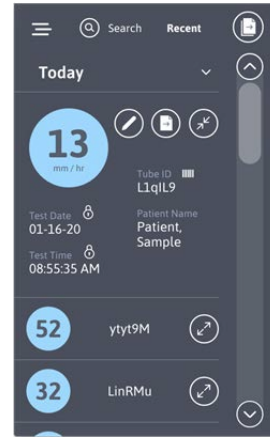 Search Recent
Today
13
mm / hr
Tube ID
L1qIL9
Test Date
01-16-20
Patient Name
Patient,
Sample
Test Time
08:55:35 AM
52 ytyt9M
32 LinRMu